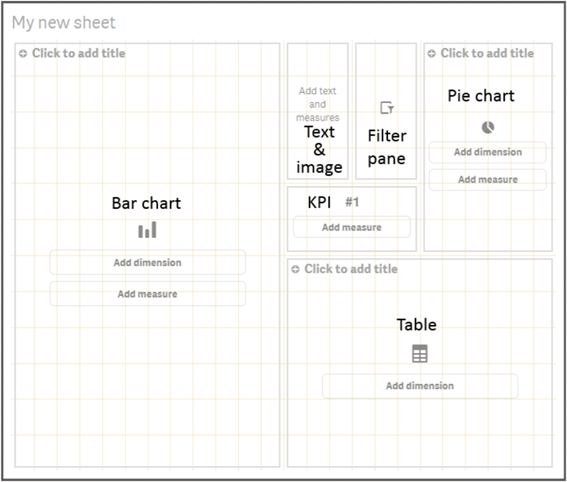 My new sheet
Click to add title
Bar chart
Add dimension
Add measure
Add text
and
measures
Text
&
image
Filter
pane
Click to add title
Pie chart
Add dimension
Add measure
KPI #1
Add measure
Click to add title
Table
Add dimension